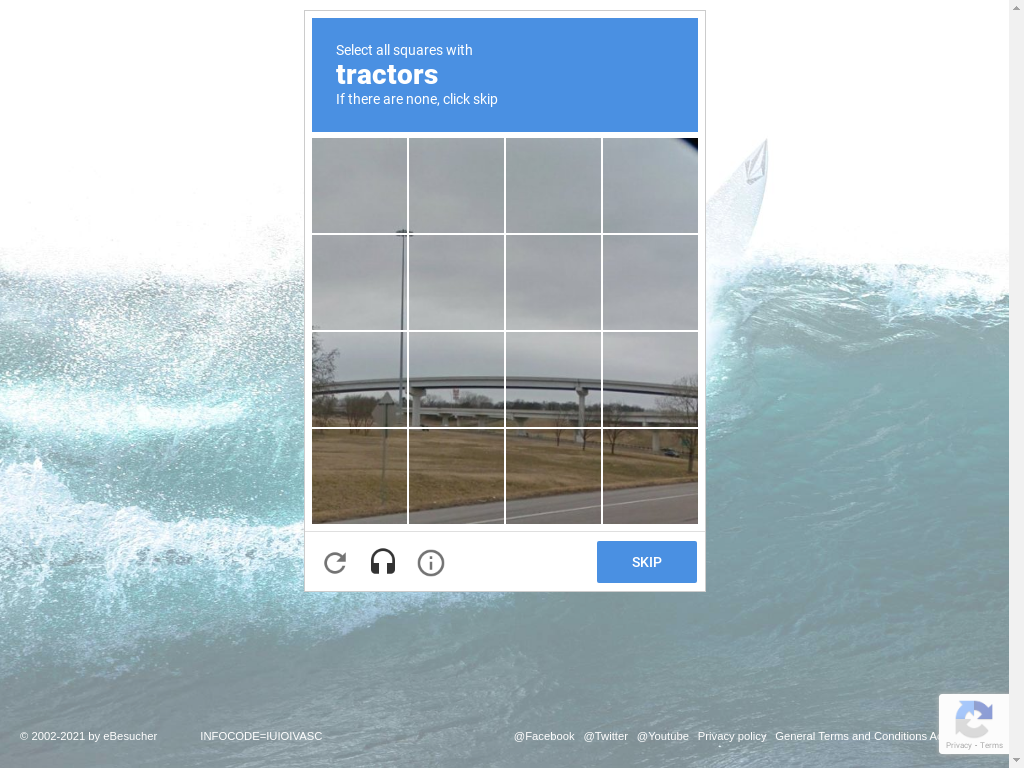 Select all squares with
tractors
If there are none, click skip
SKIP
© 2002-2021 by eBesucher INFOCODE=IUIOIVASC @Facebook @Twitter @Youtube Privacy policy General Terms and Conditions
Privacy - Terms